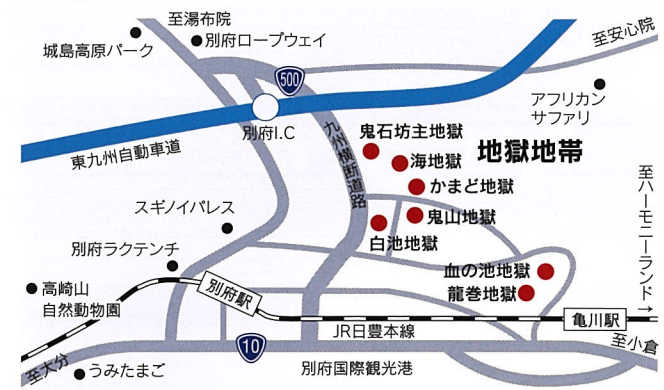 至湯布院
城島高原パーク
別府ロープウェイ
至安心院
500
アフリカン
サファリ
別府I.C
東九州自動車道
九州横断道路
鬼石坊主地獄
海地獄
地獄地帯
かまど地獄
鬼山地獄
白池地獄
至ハーモニーランド→
スギノイパレス
別府ラクテンチ
血の池地獄
龍巻地獄
高崎山
自然動物園
別府駅
JR日豊本線
亀川駅
至小倉
10
別府国際観光港
至大分
うみたまご